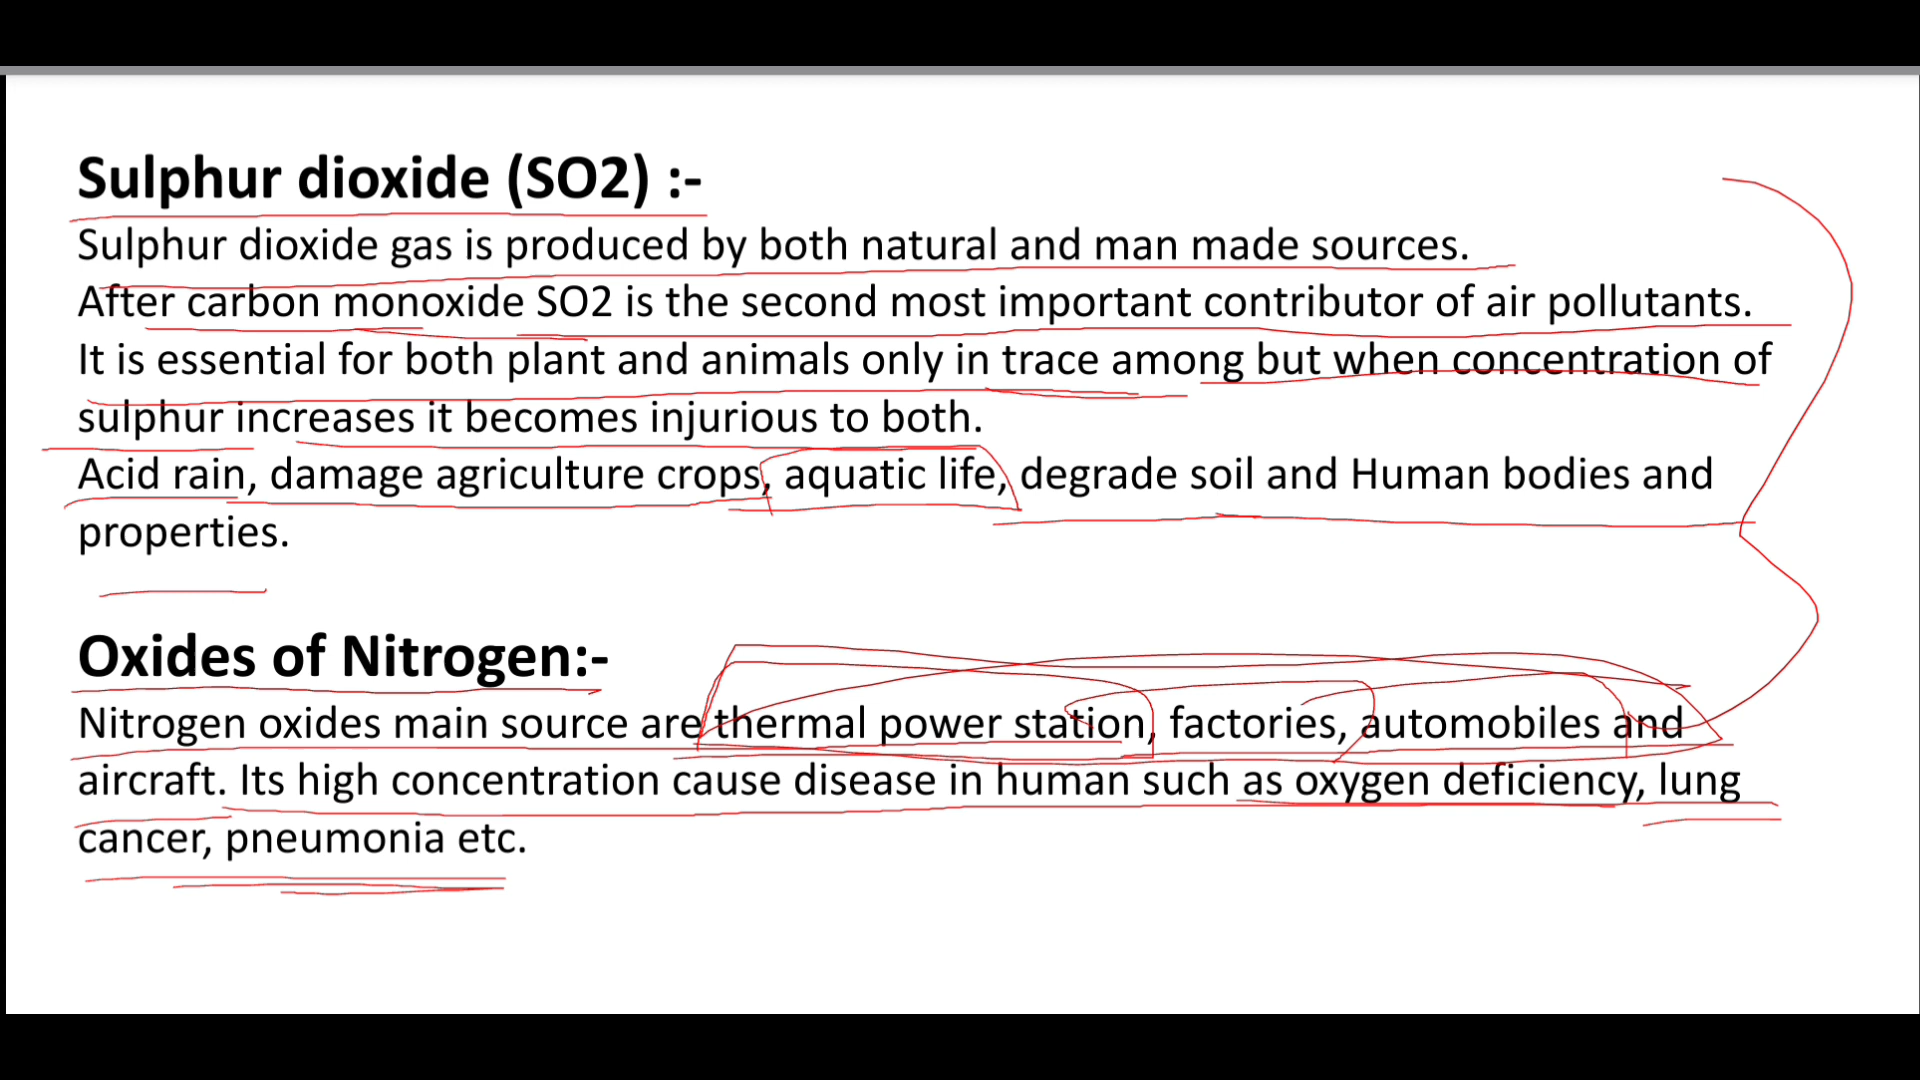 Sulphur dioxide (SO2) :-
Sulphur dioxide gas is produced by both natural and man made sources.
After carbon monoxide SO2 is the second most important contributor of air pollutants.
It is essential for both plant and animals only in trace among but when concentration of
sulphur increases it becomes injurious to both.
Acid rain, damage agriculture crops, aquatic life, degrade soil and Human bodies and
properties.
Oxides of Nitrogen:-
Nitrogen oxides main source are thermal power station, factories, automobiles and
aircraft. Its high concentration cause disease in human such as oxygen deficiency, lung
cancer, pneumonia etc.